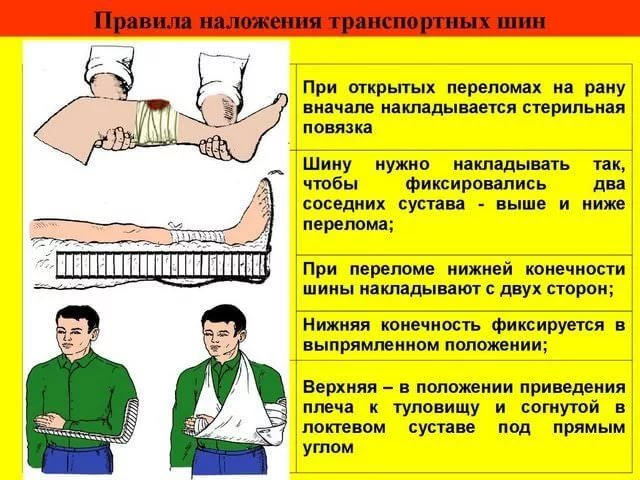 Правила наложения транспортных шин
При открытых переломах на рану
вначале накладывается стерильная
повязка
Шину нужно накладывать так,
чтобы фиксировались два
соседних сустава - выше и ниже
перелома;
При переломе нижней конечности
шины накладывают с двух сторон;
Нижняя конечность фиксируется в
выпрямленном положении;
Верхняя – в положении приведения
плеча к туловищу и согнутой в
локтевом суставе под прямым
углом